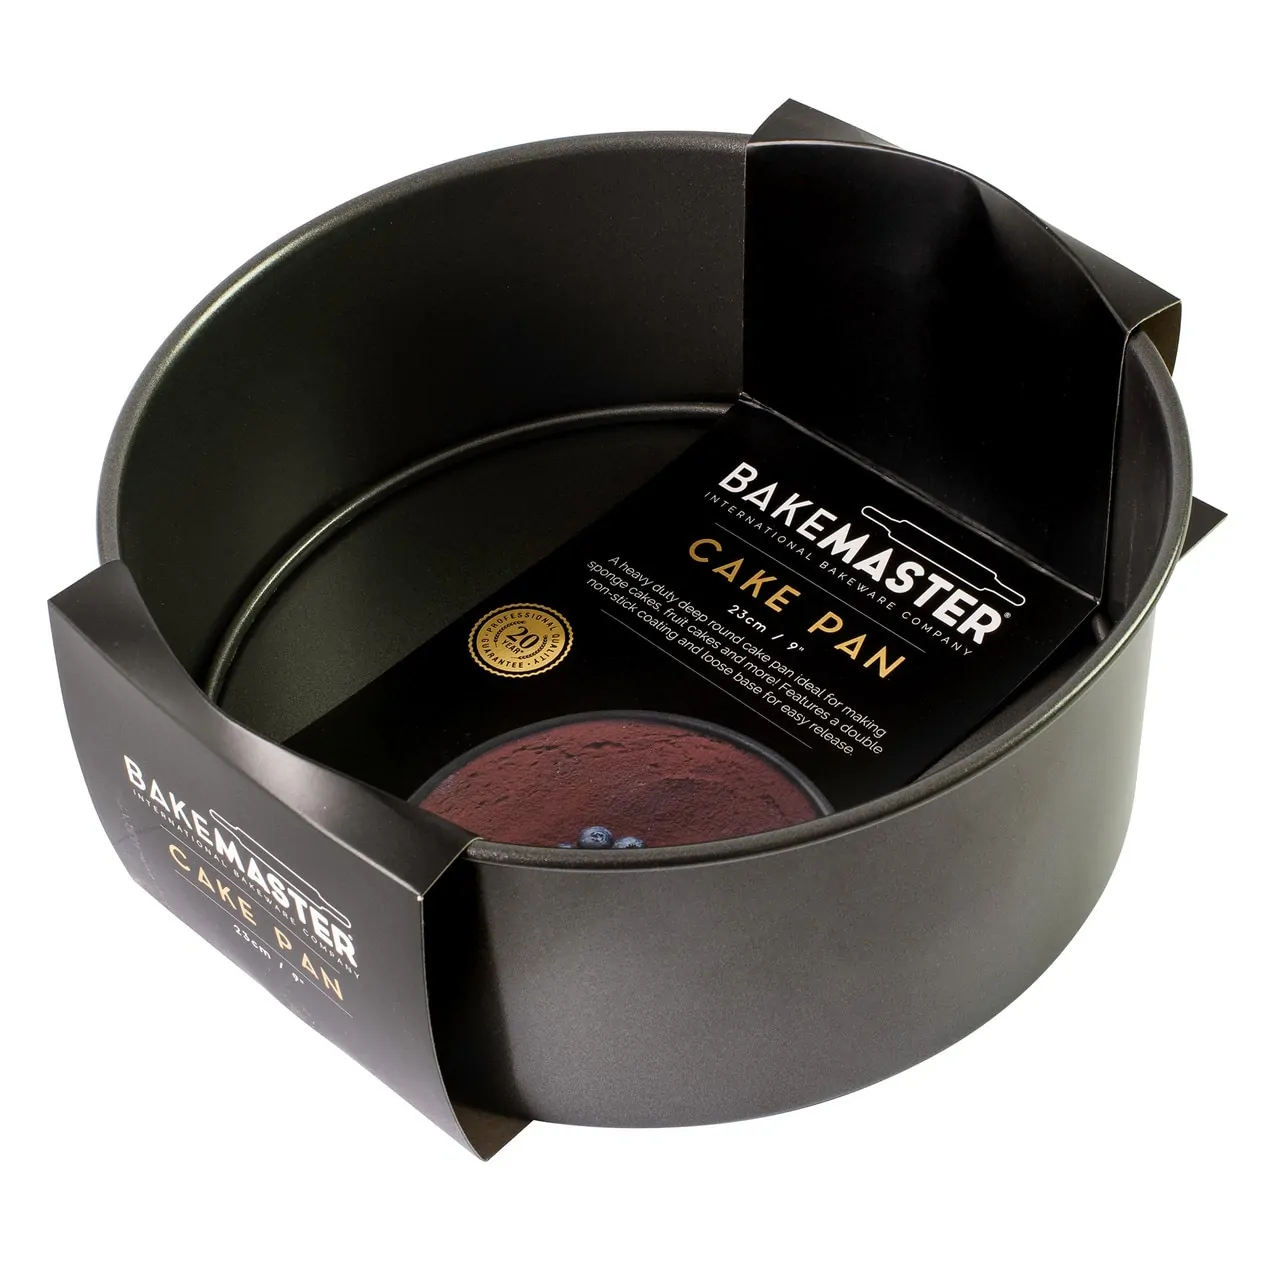 BAKEMASTER®
INTERNATIONAL BAKEWARE COMPANY
CAKE PAN
23cm / 9"
A heavy duty deep round cake pan ideal for making
sponge cakes, fruit cakes and more! Features a double
non-stick coating and loose base for easy release.
PROFESSIONAL QUALITY
20
YEAR*
GUARANTEE
BAKEMASTER®
INTERNATIONAL BAKEWARE COMPANY
CAKE PAN
23cm / 9"